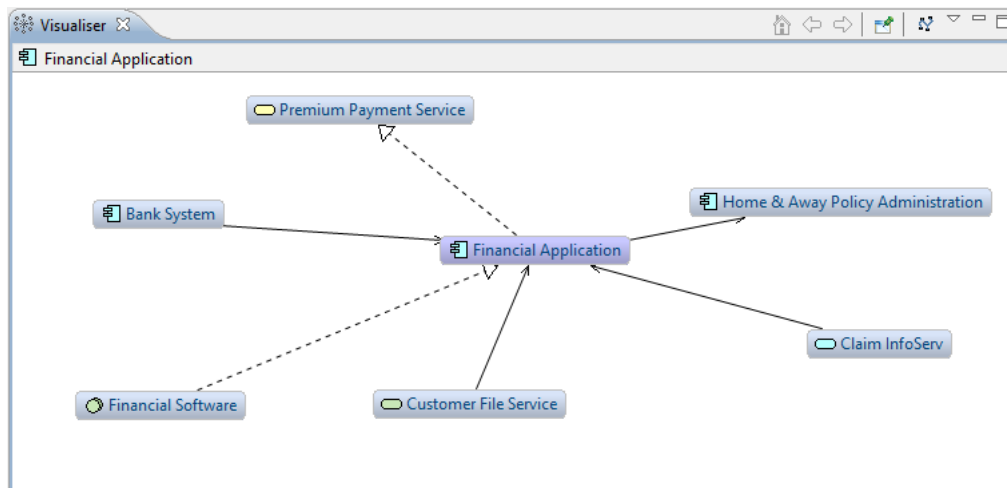 Visualiser
Financial Application
Premium Payment Service
Bank System
Home & Away Policy Administration
Financial Application
Claim InfoServ
Financial Software
Customer File Service